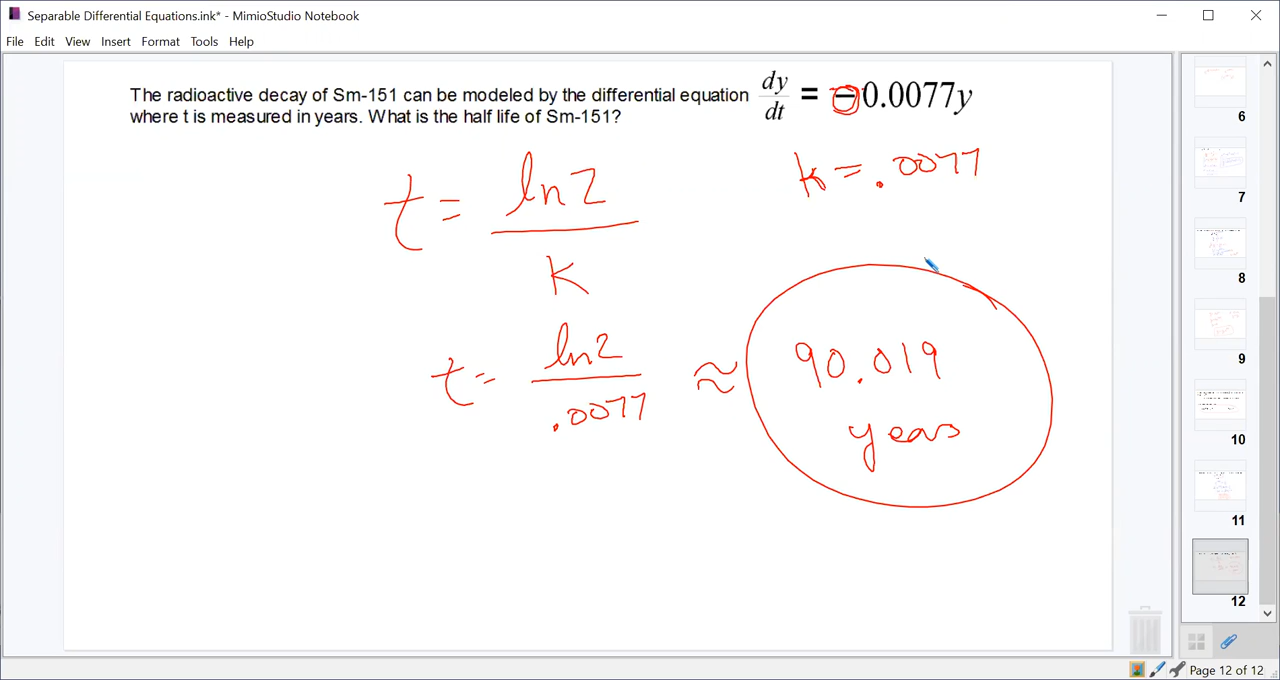 Separable Differential Equations.ink* - MimioStudio Notebook
File Edit View Insert Format Tools Help
The radioactive decay of Sm-151 can be modeled by the differential equation dy/dt = -0.0077y
where t is measured in years. What is the half life of Sm-151?
k = .0077
t = ln2/k
t = ln2/.0077 ≈ 90.019
years
6
7
8
9
10
11
12
Page 12 of 12